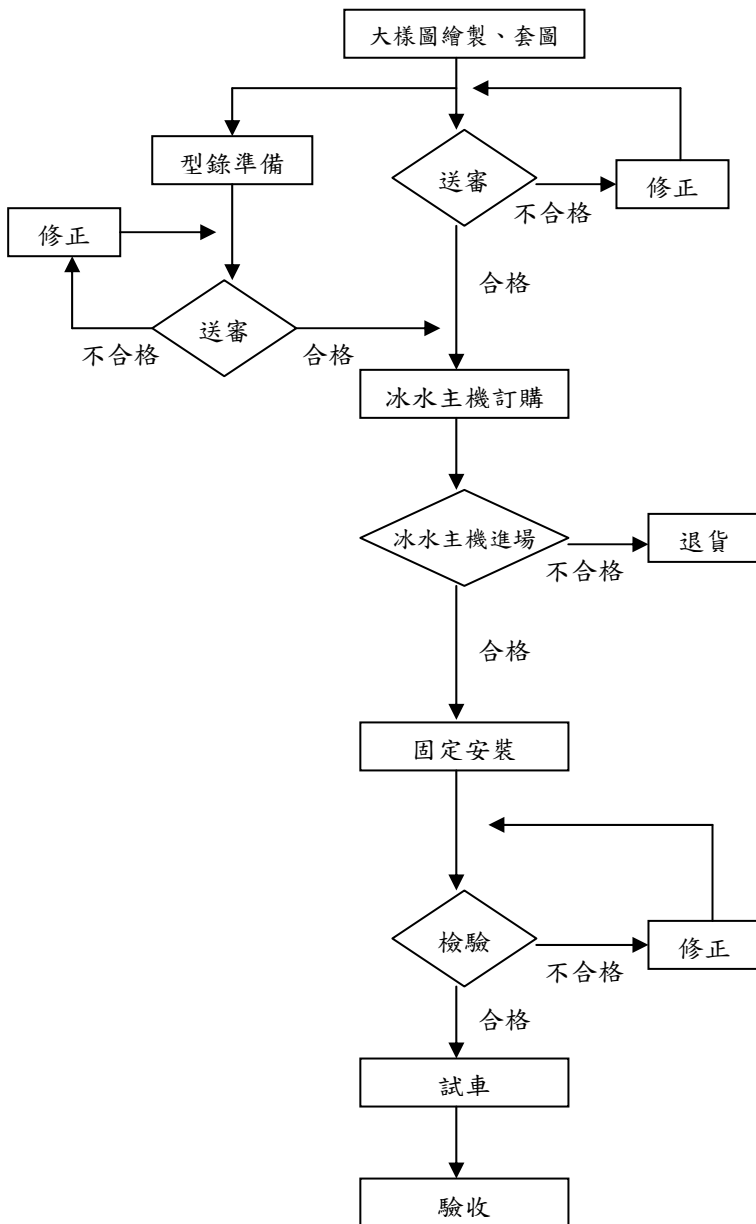 大樣圖繪製、套圖
型錄準備
送審
不合格
修正
修正
合格
送審
不合格
合格
冰水主機訂購
冰水主機進場
不合格
退貨
合格
固定安裝
檢驗
不合格
修正
合格
試車
驗收